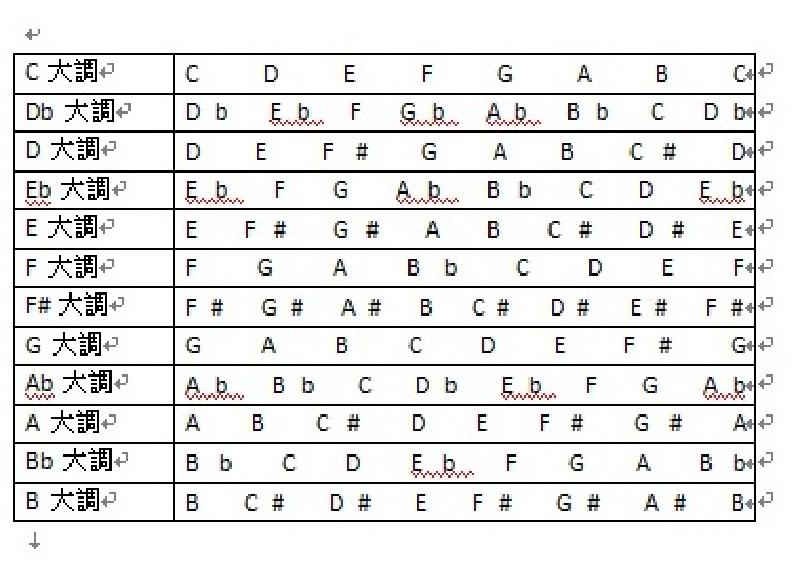 C 大調 C D E F G A B C
Db 大調 D b E b F G b A b B b C D b
D 大調 D E F # G A B C # D
Eb 大調 E b F G A b B b C D E b
E 大調 E F # G # A B C # D # E
F 大調 F G A B b C D E F
F# 大調 F # G # A # B C # D # E # F #
G 大調 G A B C D E F # G
Ab 大調 A b B b C D b E b F G A b
A 大調 A B C # D E F # G # A
Bb 大調 B b C D E b F G A B b
B 大調 B C # D # E F # G # A # B